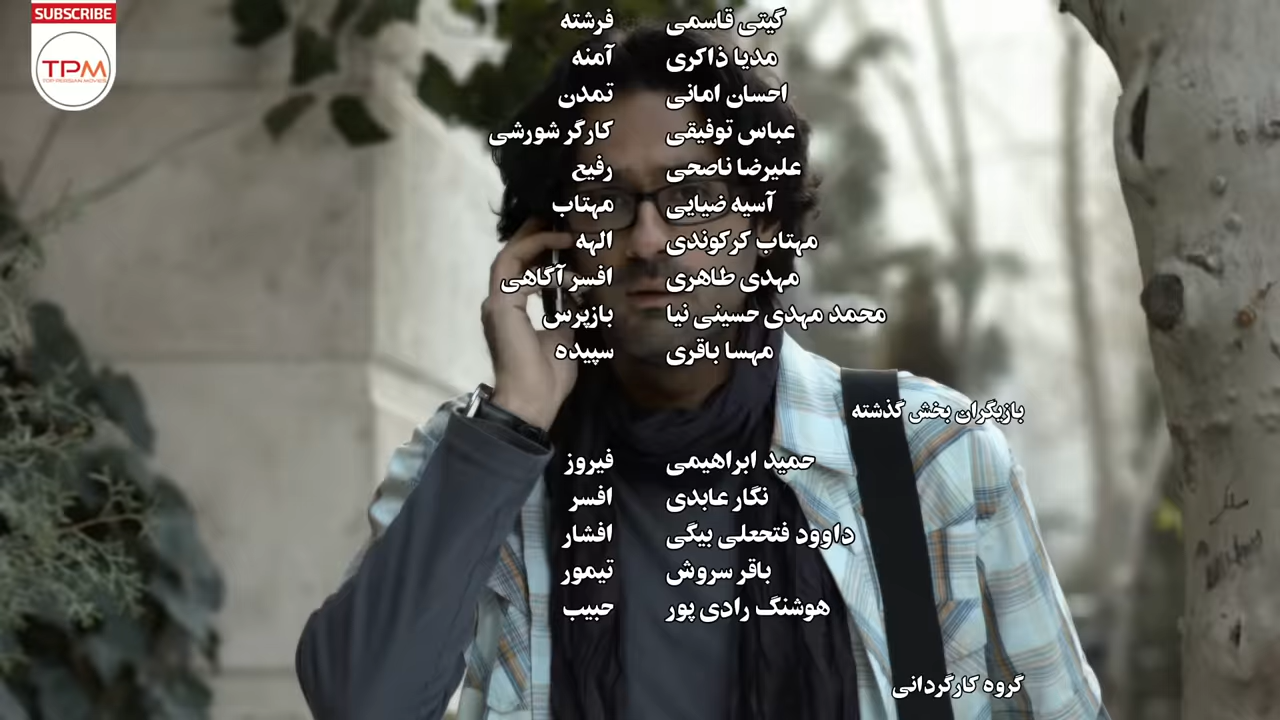 SUBSCRIBE
TPM
TOP PERSIAN MOVIES
گیتی قاسمی فرشته
مدیا ذاکری آمنه
احسان امانی تمدن
عباس توفیقی کارگر شورشی
علیرضا ناصحی رفیع
آسیه ضیایی مهتاب
مهتاب کرکوندی الهه
مهدی طاهری افسر آگاهی
محمد مهدی حسینی نیا بازپرس
مهسا باقری سپیده
بازیگران بخش گذشته
حمید ابراهیمی فیروز
نگار عابدی افسر
داوود فتحعلی بیگی افشار
باقر سروش تیمور
هوشنگ رادی پور حبیب
گروه کارگردانی